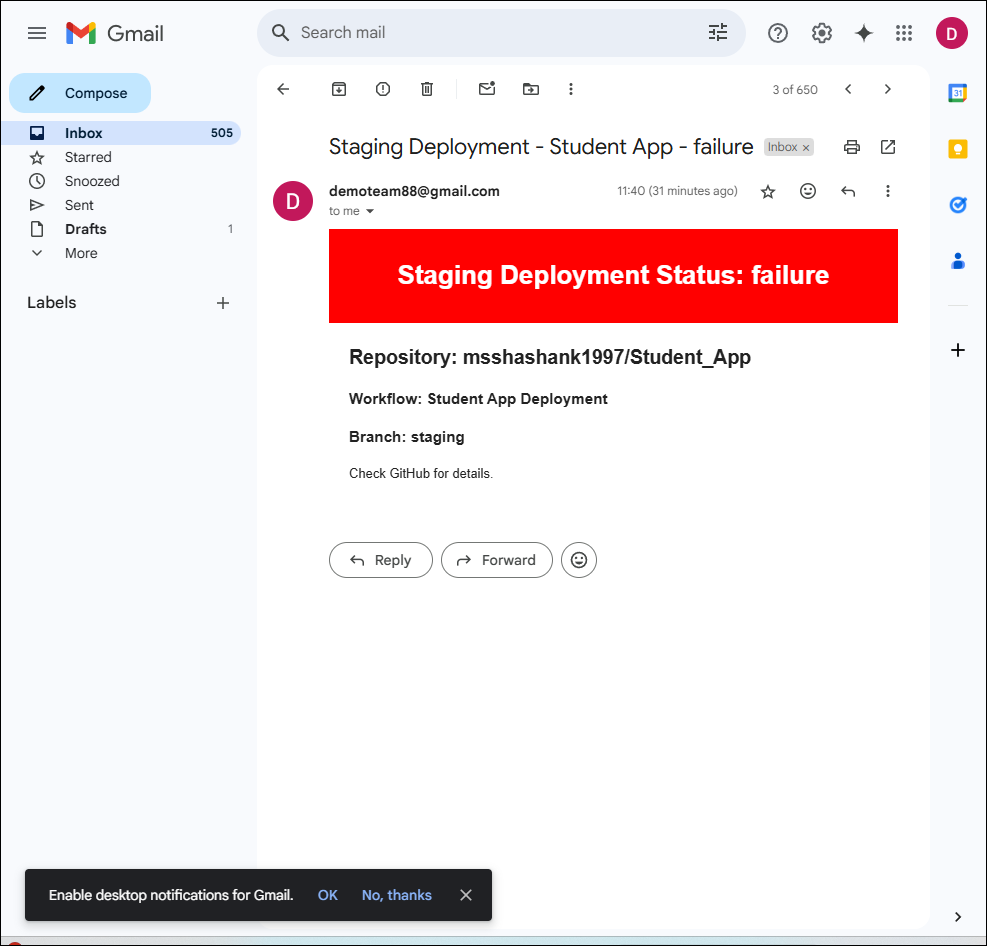 Gmail
Search mail
D
Compose
Inbox 505
Starred
Snoozed
Sent
Drafts 1
More
Labels
3 of 650
31
Staging Deployment - Student App - failure Inbox ×
D
demoteam88@gmail.com 11:40 (31 minutes ago)
to me
Staging Deployment Status: failure
Repository: msshashank1997/Student_App
Workflow: Student App Deployment
Branch: staging
Check GitHub for details.
Reply Forward
Enable desktop notifications for Gmail. OK No, thanks